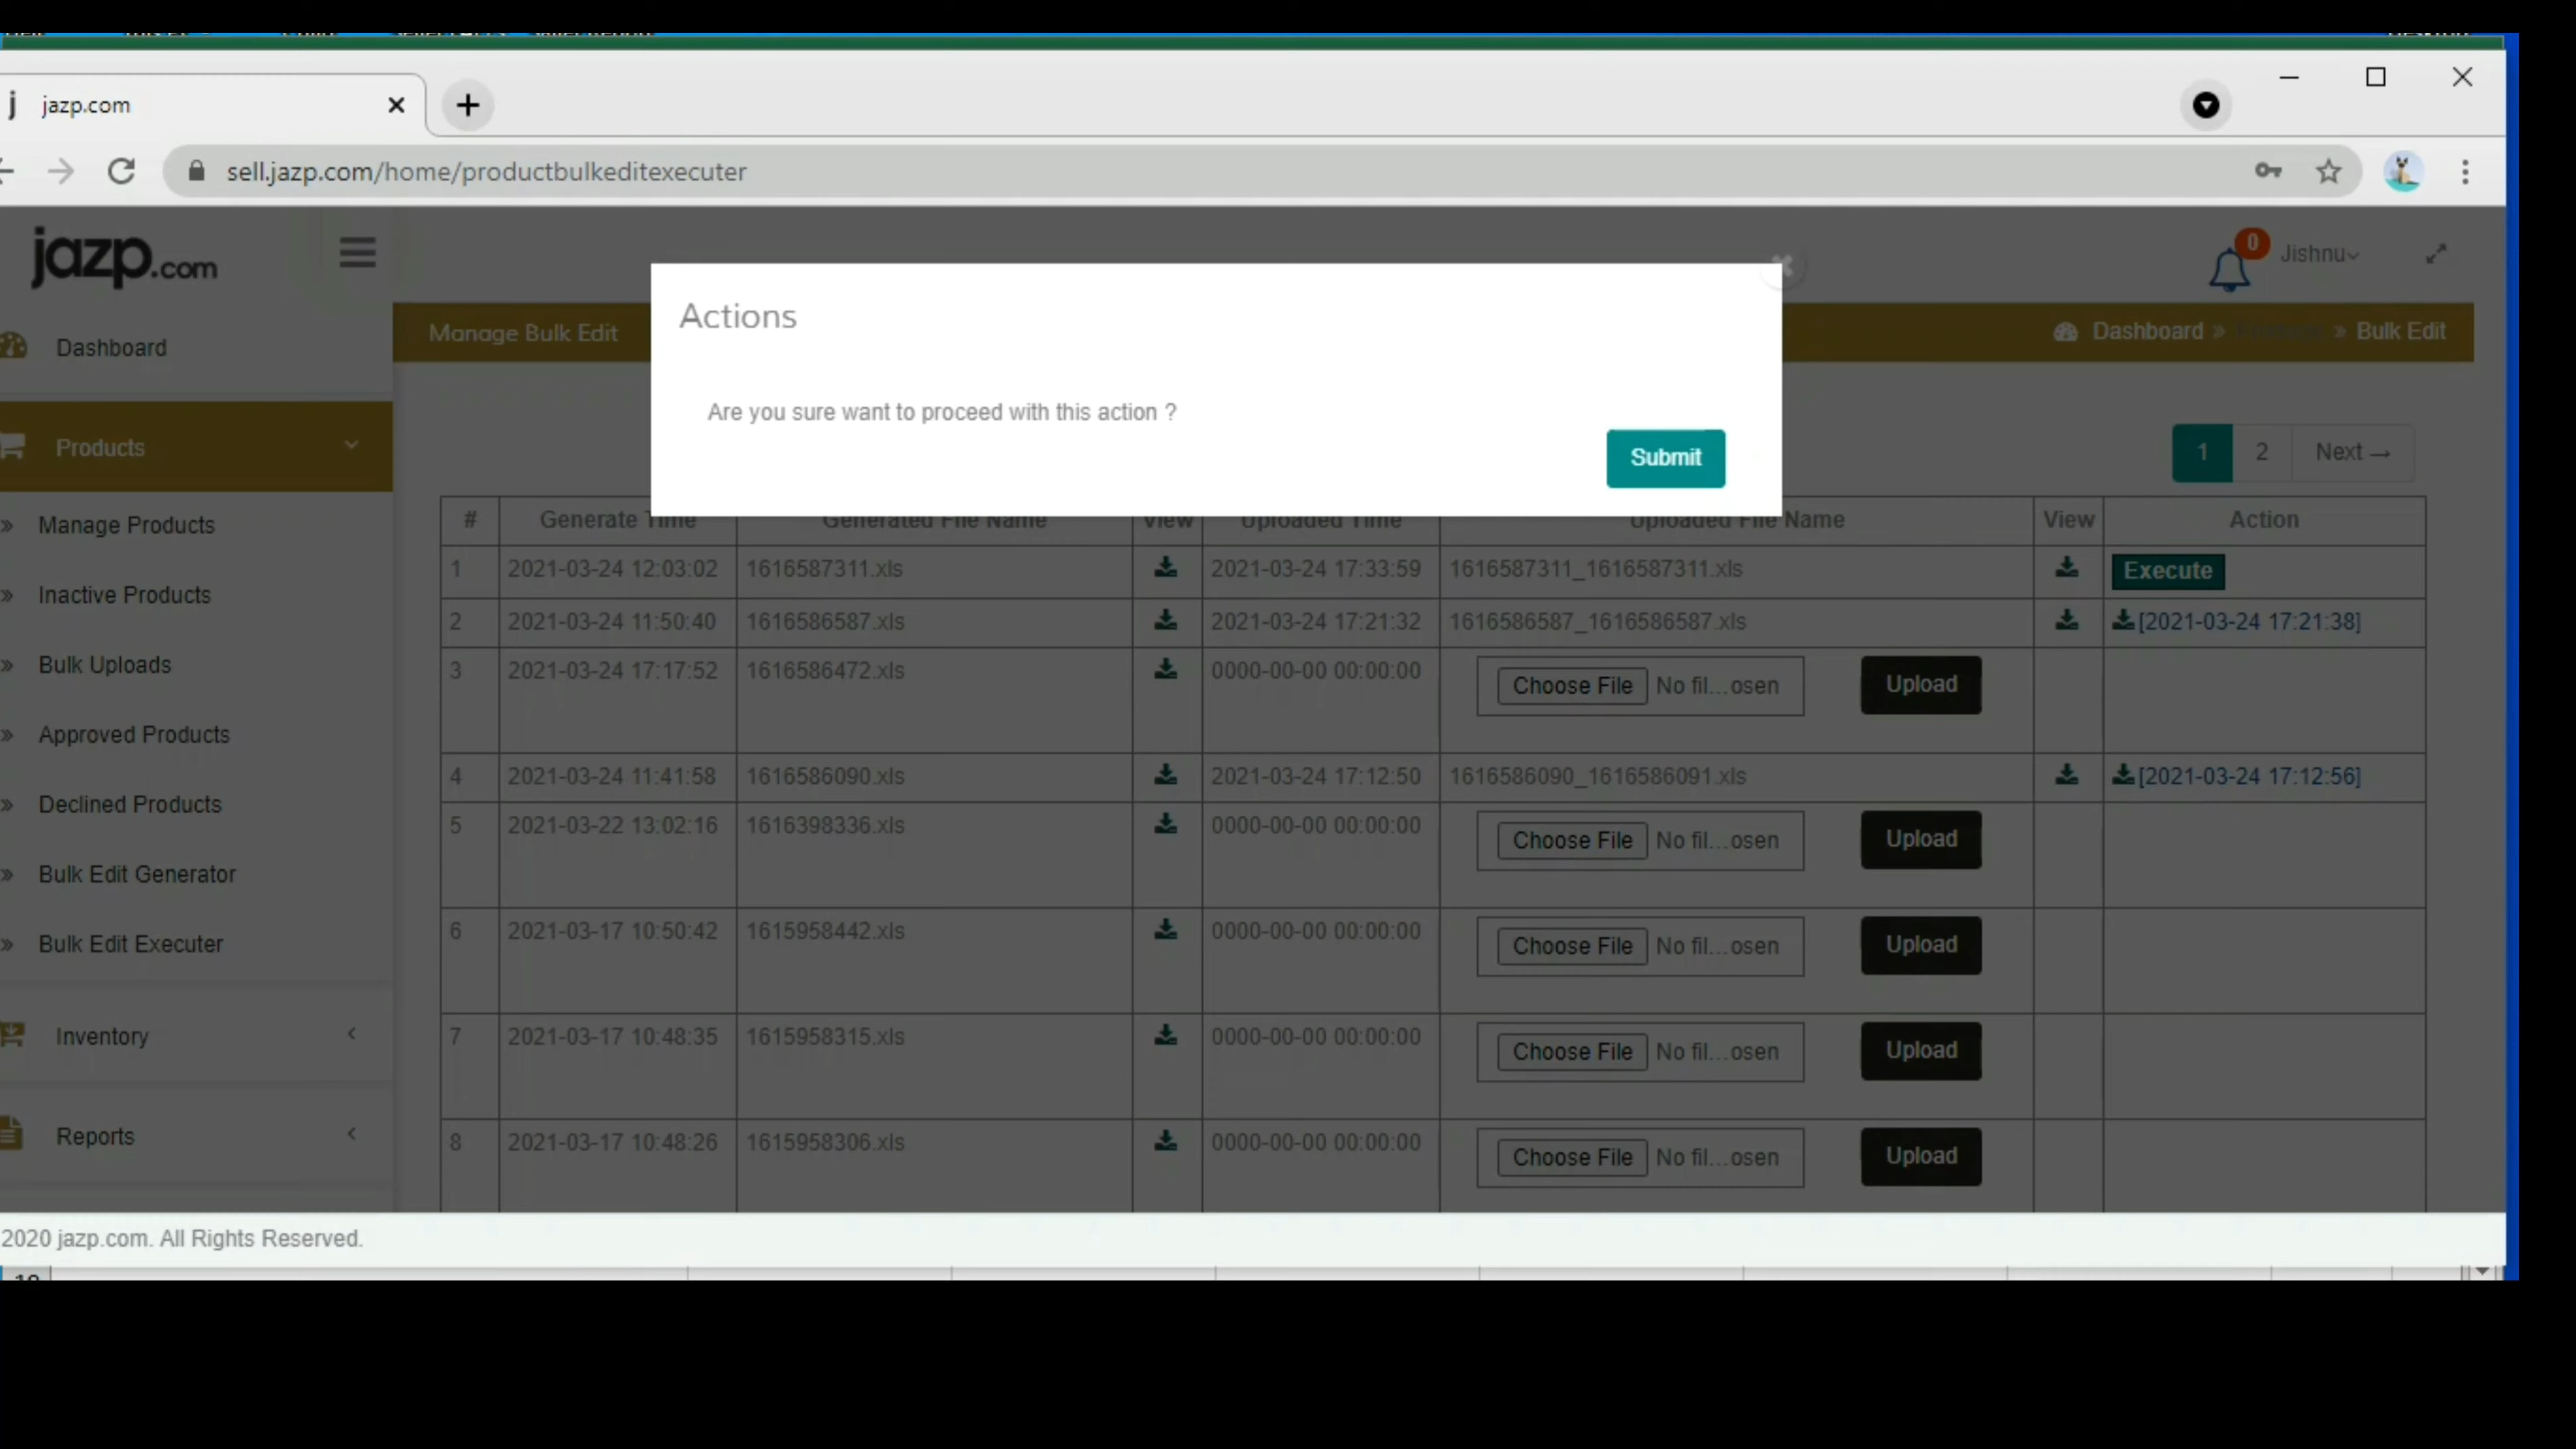 j jazp.com
sell.jazp.com/home/productbulkeditexecuter
jazp.com
0
Jishnu
Actions
Are you sure want to proceed with this action ?
Submit
Manage Bulk Edit
Dashboard » » Bulk Edit
Dashboard
Products
Manage Products
Inactive Products
Bulk Uploads
Approved Products
Declined Products
Bulk Edit Generator
Bulk Edit Executer
Inventory
Reports
1 2 Next →
# Generate Time Generated File Name View Uploaded Time Uploaded File Name View Action
1 2021-03-24 12:03:02 1616587311.xls 2021-03-24 17:33:59 1616587311_1616587311.xls Execute
2 2021-03-24 11:50:40 1616586587.xls 2021-03-24 17:21:32 1616586587_1616586587.xls [2021-03-24 17:21:38]
3 2021-03-24 17:17:52 1616586472.xls 0000-00-00 00:00:00 Choose File No fil...osen Upload
4 2021-03-24 11:41:58 1616586090.xls 2021-03-24 17:12:50 1616586090_1616586091.xls [2021-03-24 17:12:56]
5 2021-03-22 13:02:16 1616398336.xls 0000-00-00 00:00:00 Choose File No fil...osen Upload
6 2021-03-17 10:50:42 1615958442.xls 0000-00-00 00:00:00 Choose File No fil...osen Upload
7 2021-03-17 10:48:35 1615958315.xls 0000-00-00 00:00:00 Choose File No fil...osen Upload
8 2021-03-17 10:48:26 1615958306.xls 0000-00-00 00:00:00 Choose File No fil...osen Upload
2020 jazp.com. All Rights Reserved.